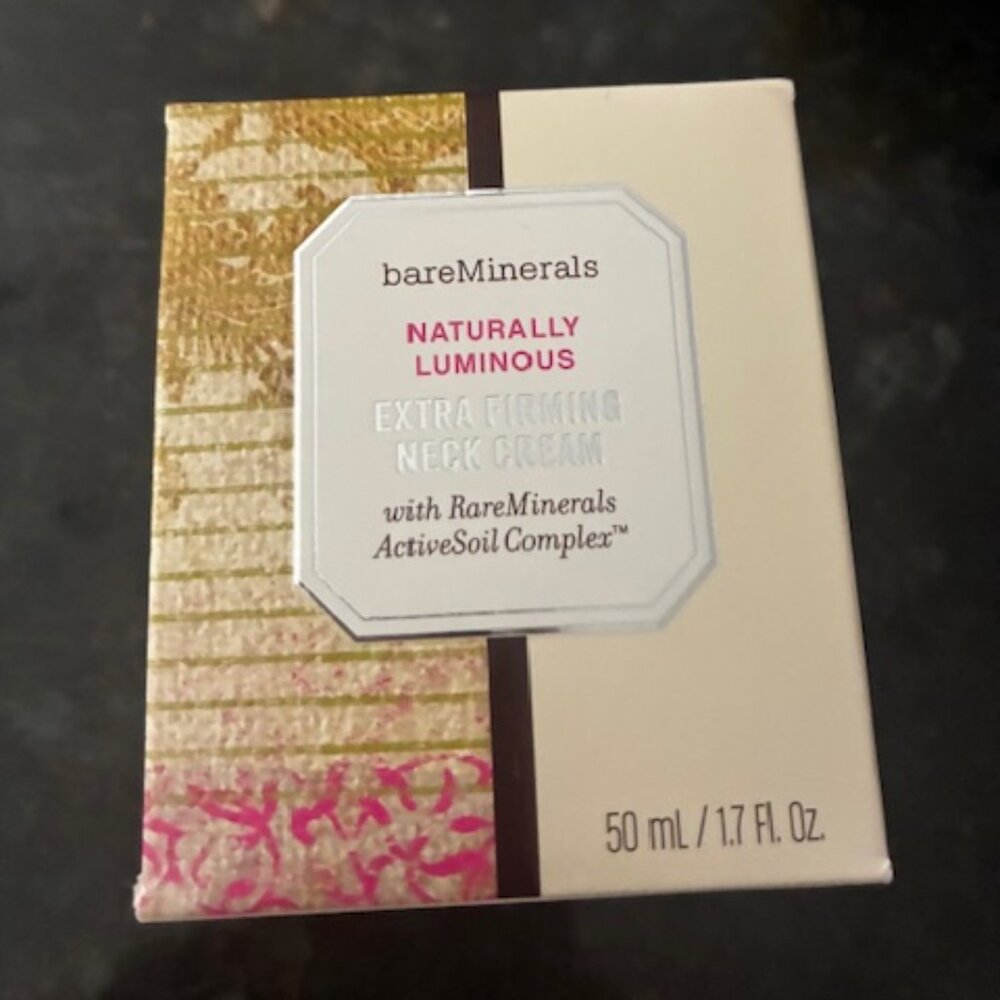 bareMinerals
NATURALLY
LUMINOUS
EXTRA FIRMING
NECK CREAM
with RareMinerals
ActiveSoil Complex™
50 mL / 1.7 Fl. Oz.